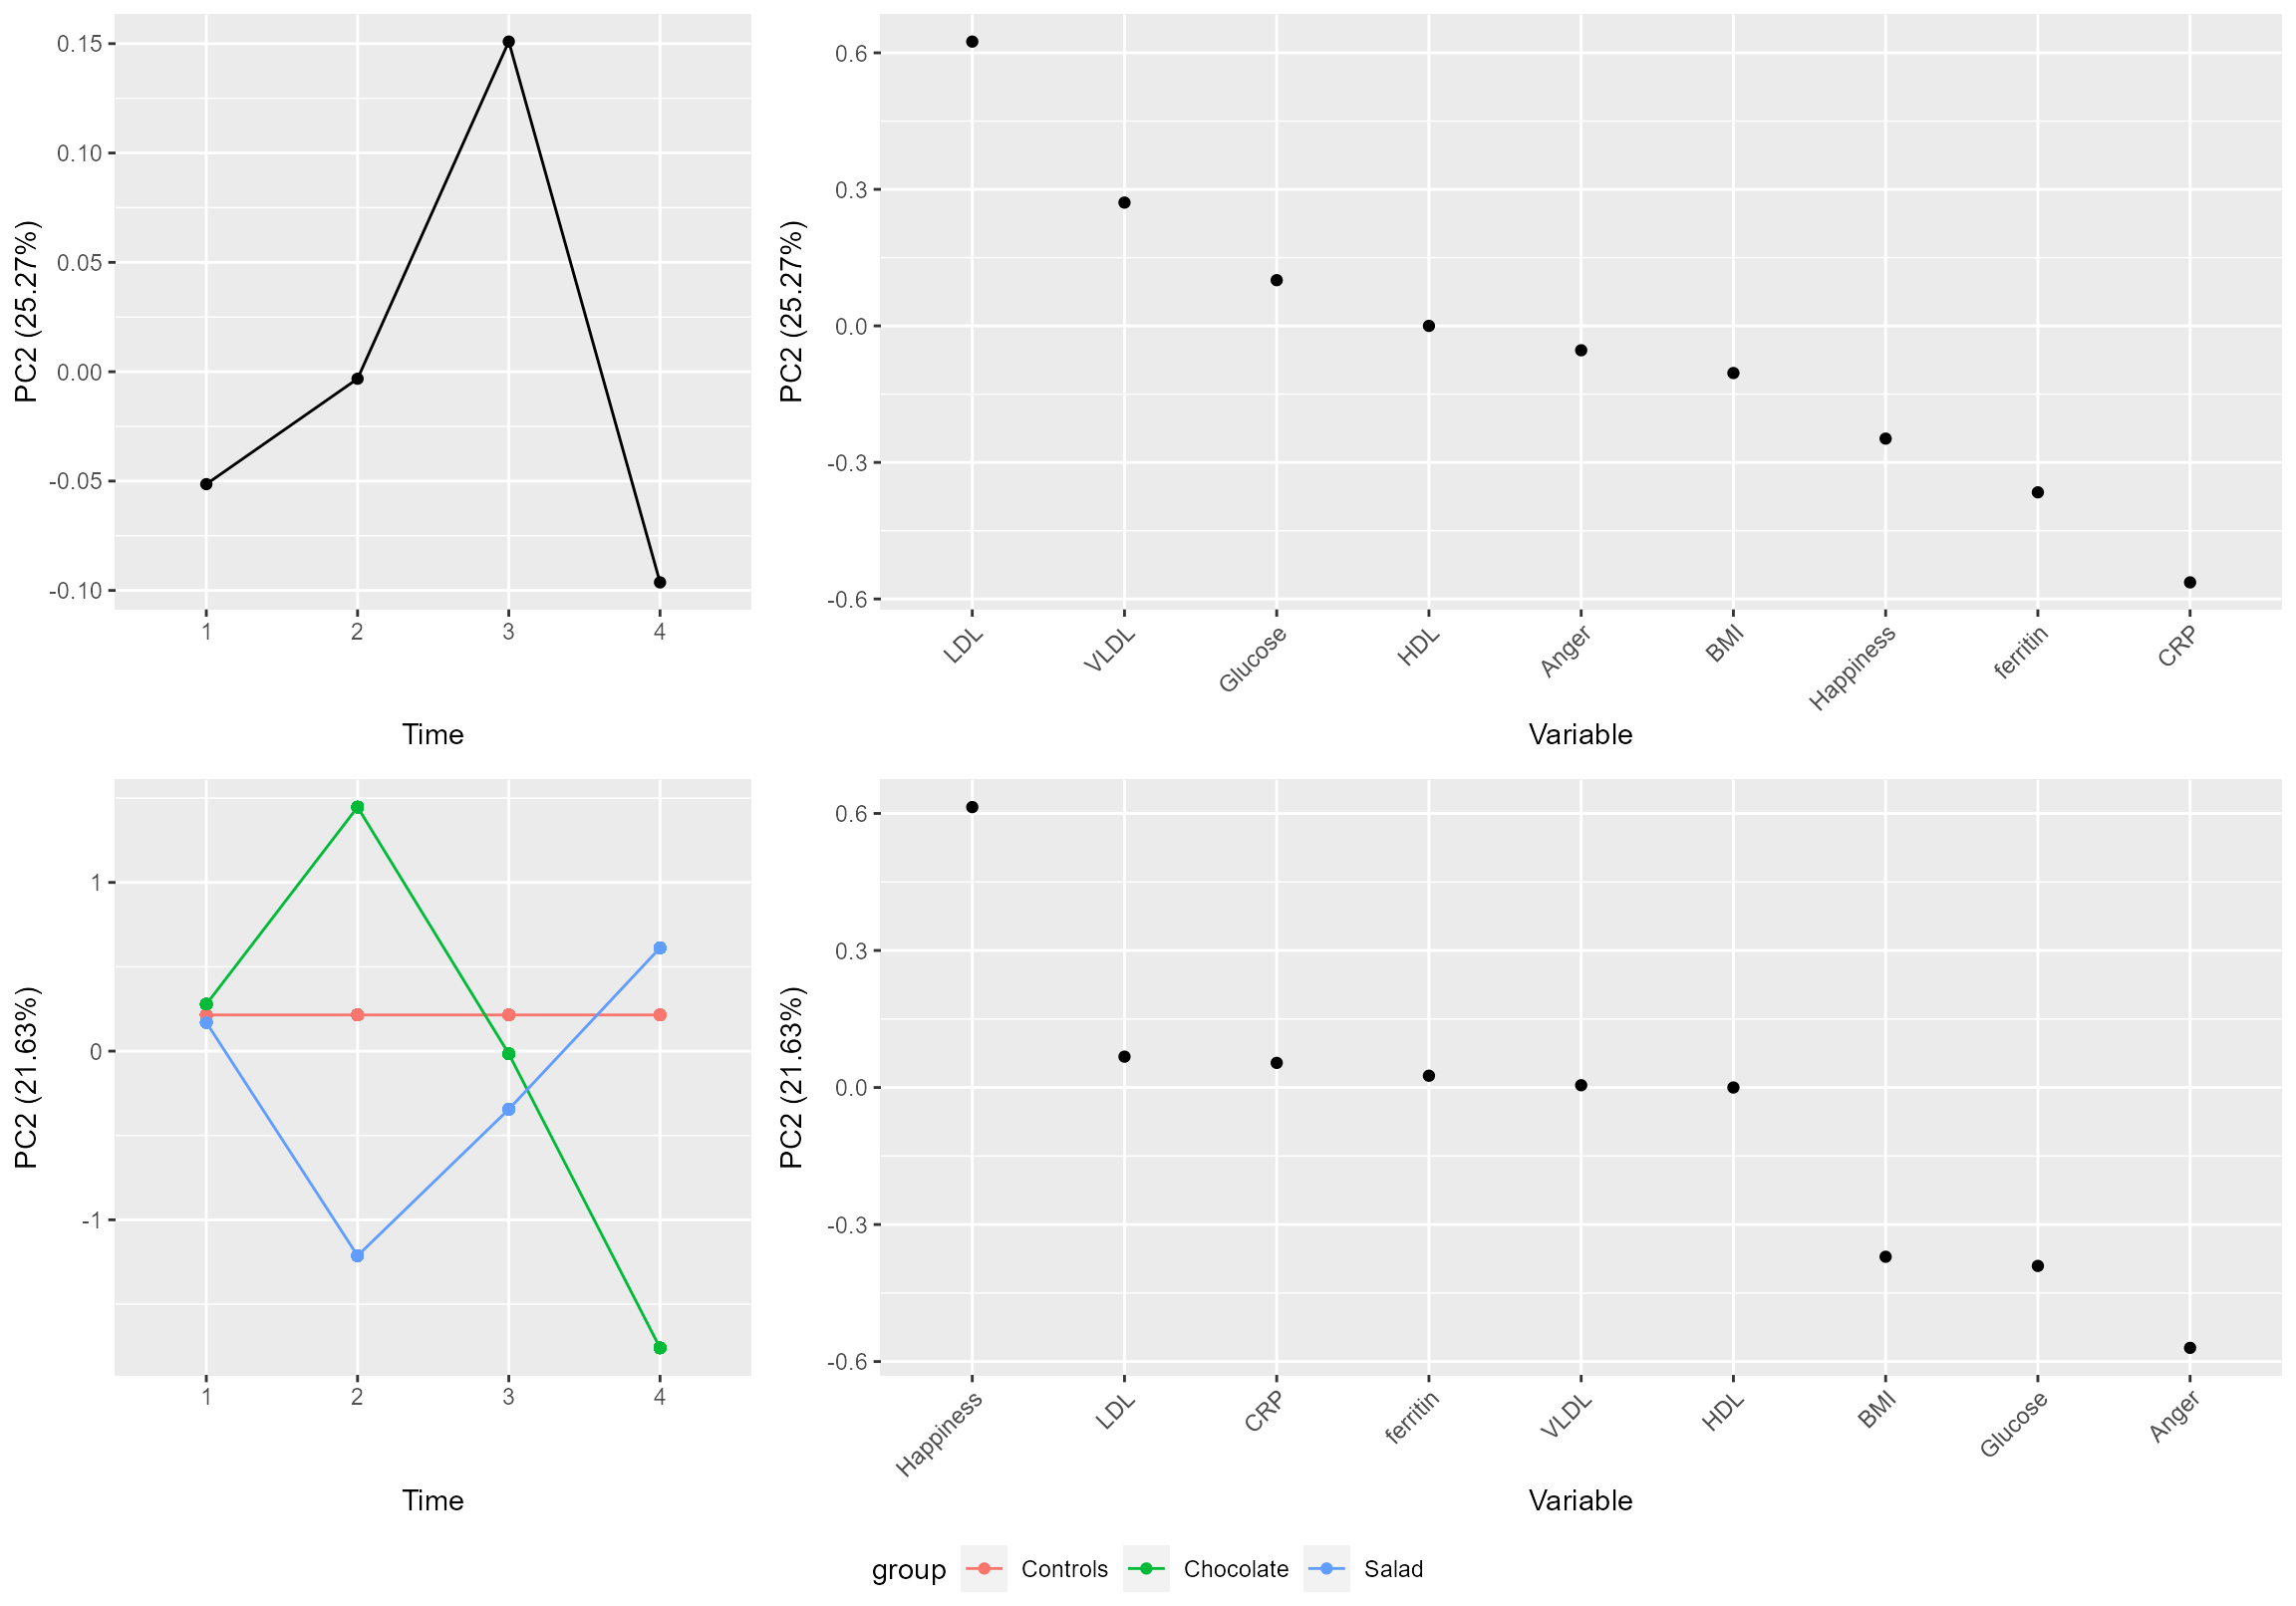 PC2 (25.27%)
0.15
0.10
0.05
0.00
-0.05
-0.10
1 2 3 4
Time
PC2 (25.27%)
0.6
0.3
0.0
-0.3
-0.6
LDL VLDL Glucose HDL Anger BMI Happiness ferritin CRP
Variable
PC2 (21.63%)
1
0
-1
1 2 3 4
Time
PC2 (21.63%)
0.6
0.3
0.0
-0.3
-0.6
Happiness LDL CRP ferritin VLDL HDL BMI Glucose Anger
Variable
group Controls Chocolate Salad